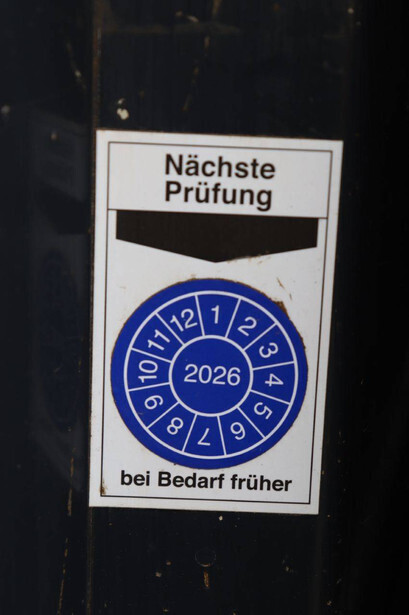 Nächste
Prüfung
12 1 2
11 3
10 2026 4
9 5
8 7 6
bei Bedarf früher